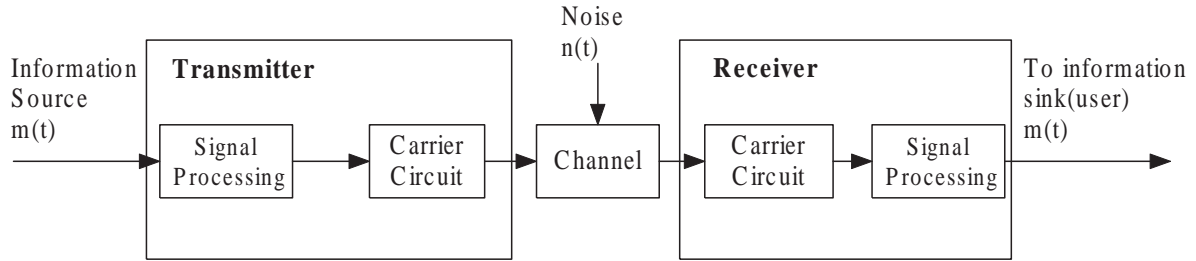 Information
Source
m(t)
Transmitter
Signal
Processing
Carrier
Circuit
Noise
n(t)
Channel
Receiver
Carrier
Circuit
Signal
Processing
To information
sink(user)
m(t)